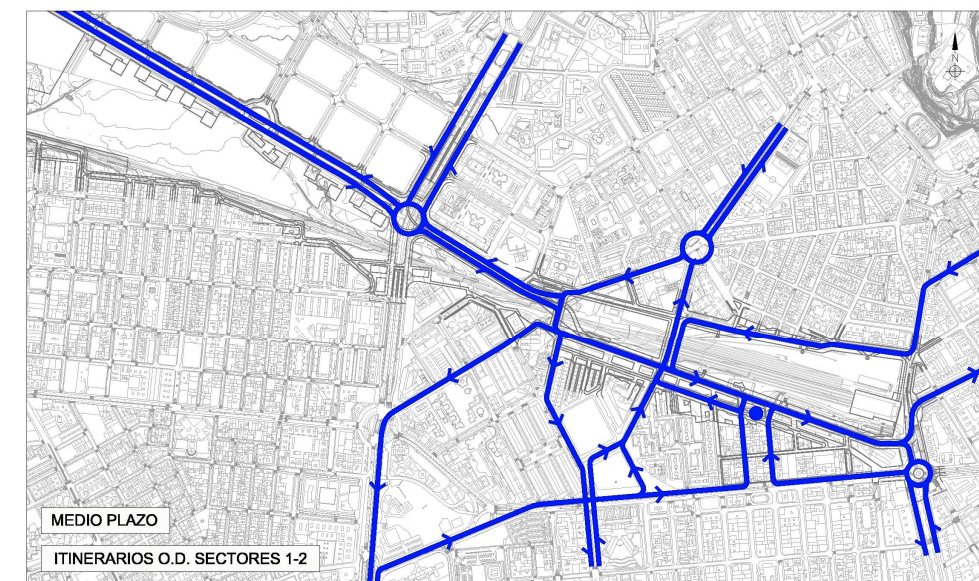 N
MEDIO PLAZO
ITINERARIOS O.D. SECTORES 1-2